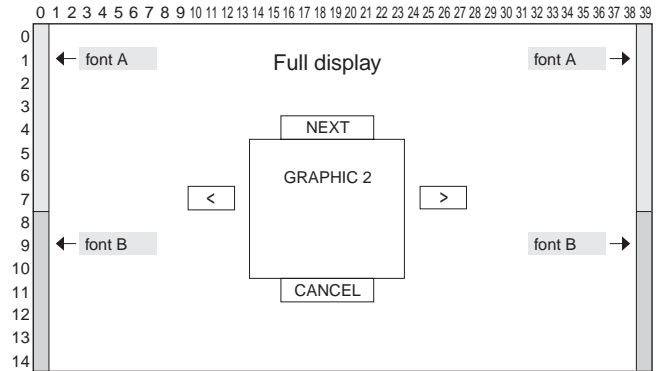 0 1 2 3 4 5 6 7 8 9 10 11 12 13 14 15 16 17 18 19 20 21 22 23 24 25 26 27 28 29 30 31 32 33 34 35 36 37 38 39
0
1 font A Full display font A
2
3
4 NEXT
5
6 GRAPHIC 2
7 < >
8
9 font B font B
10
11 CANCEL
12
13
14